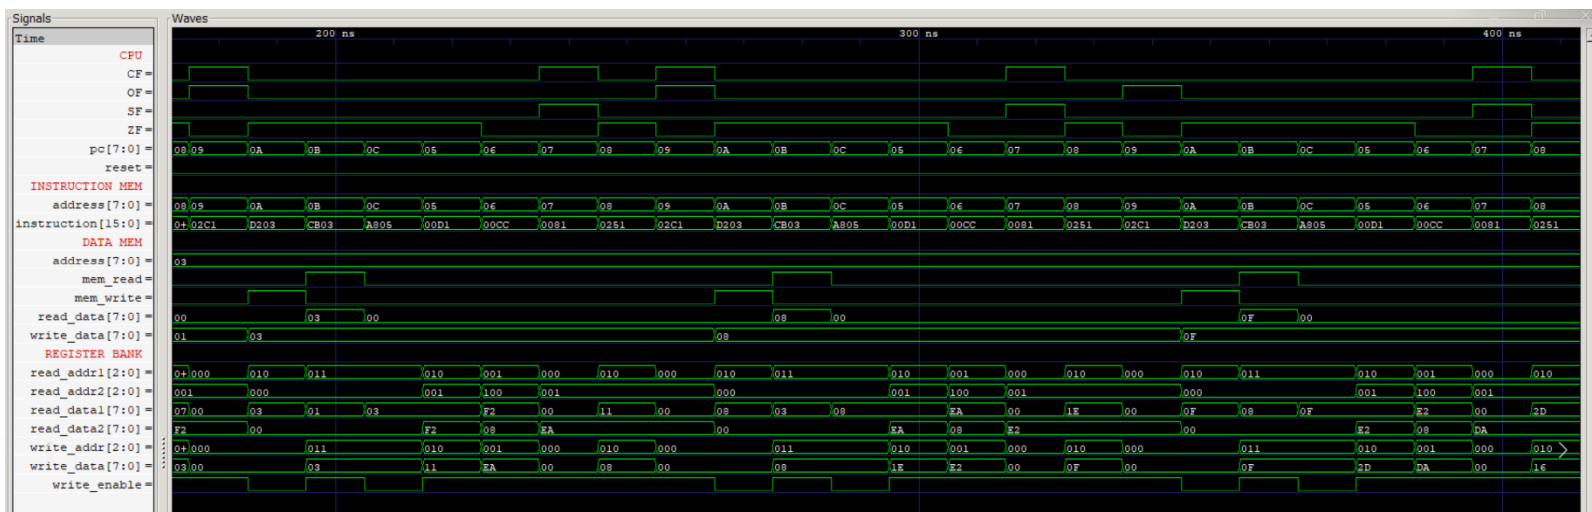 Signals
Waves
Time
200 ns 300 ns 400 ns
CPU
CF=
OF=
SF=
ZF=
pc[7:0] = 08 09 0A 0B 0C 05 06 07 08 09 0A 0B 0C 05 06 07 08 09 0A 0B 0C 05 06 07 08
reset=
INSTRUCTION MEM
address[7:0] = 08 09 0A 0B 0C 05 06 07 08 09 0A 0B 0C 05 06 07 08 09 0A 0B 0C 05 06 07 08
instruction[15:0] = 0+ 02C1 D203 CB03 A805 00D1 00CC 0081 0251 02C1 D203 CB03 A805 00D1 00CC 0081 0251 02C1 D203 CB03 A805 00D1 00CC 0081 0251
DATA MEM
address[7:0] = 03
mem_read=
mem_write=
read_data[7:0] = 00 03 00 08 00 0F 00
write_data[7:0] = 01 03 08 0F
REGISTER BANK
read_addr1[2:0] = 0+ 000 010 011 010 001 000 010 000 010 011 010 001 000 010 000 010 011 010 001 000 010
read_addr2[2:0] = 001 000 001 100 001 000 001 100 001 000 001 100 001
read_data1[7:0] = 07 00 03 01 03 F2 00 11 00 08 03 08 EA 00 1E 00 0F 08 0F E2 00 2D
read_data2[7:0] = F2 00 F2 08 EA 00 EA 08 E2 00 E2 08 DA
write_addr[2:0] = 0+ 000 011 010 001 000 010 000 011 010 001 000 010 000 011 010 001 000 010
write_data[7:0] = 03 00 03 11 EA 00 08 00 08 1E E2 00 0F 00 0F 2D DA 00 16
write_enable=